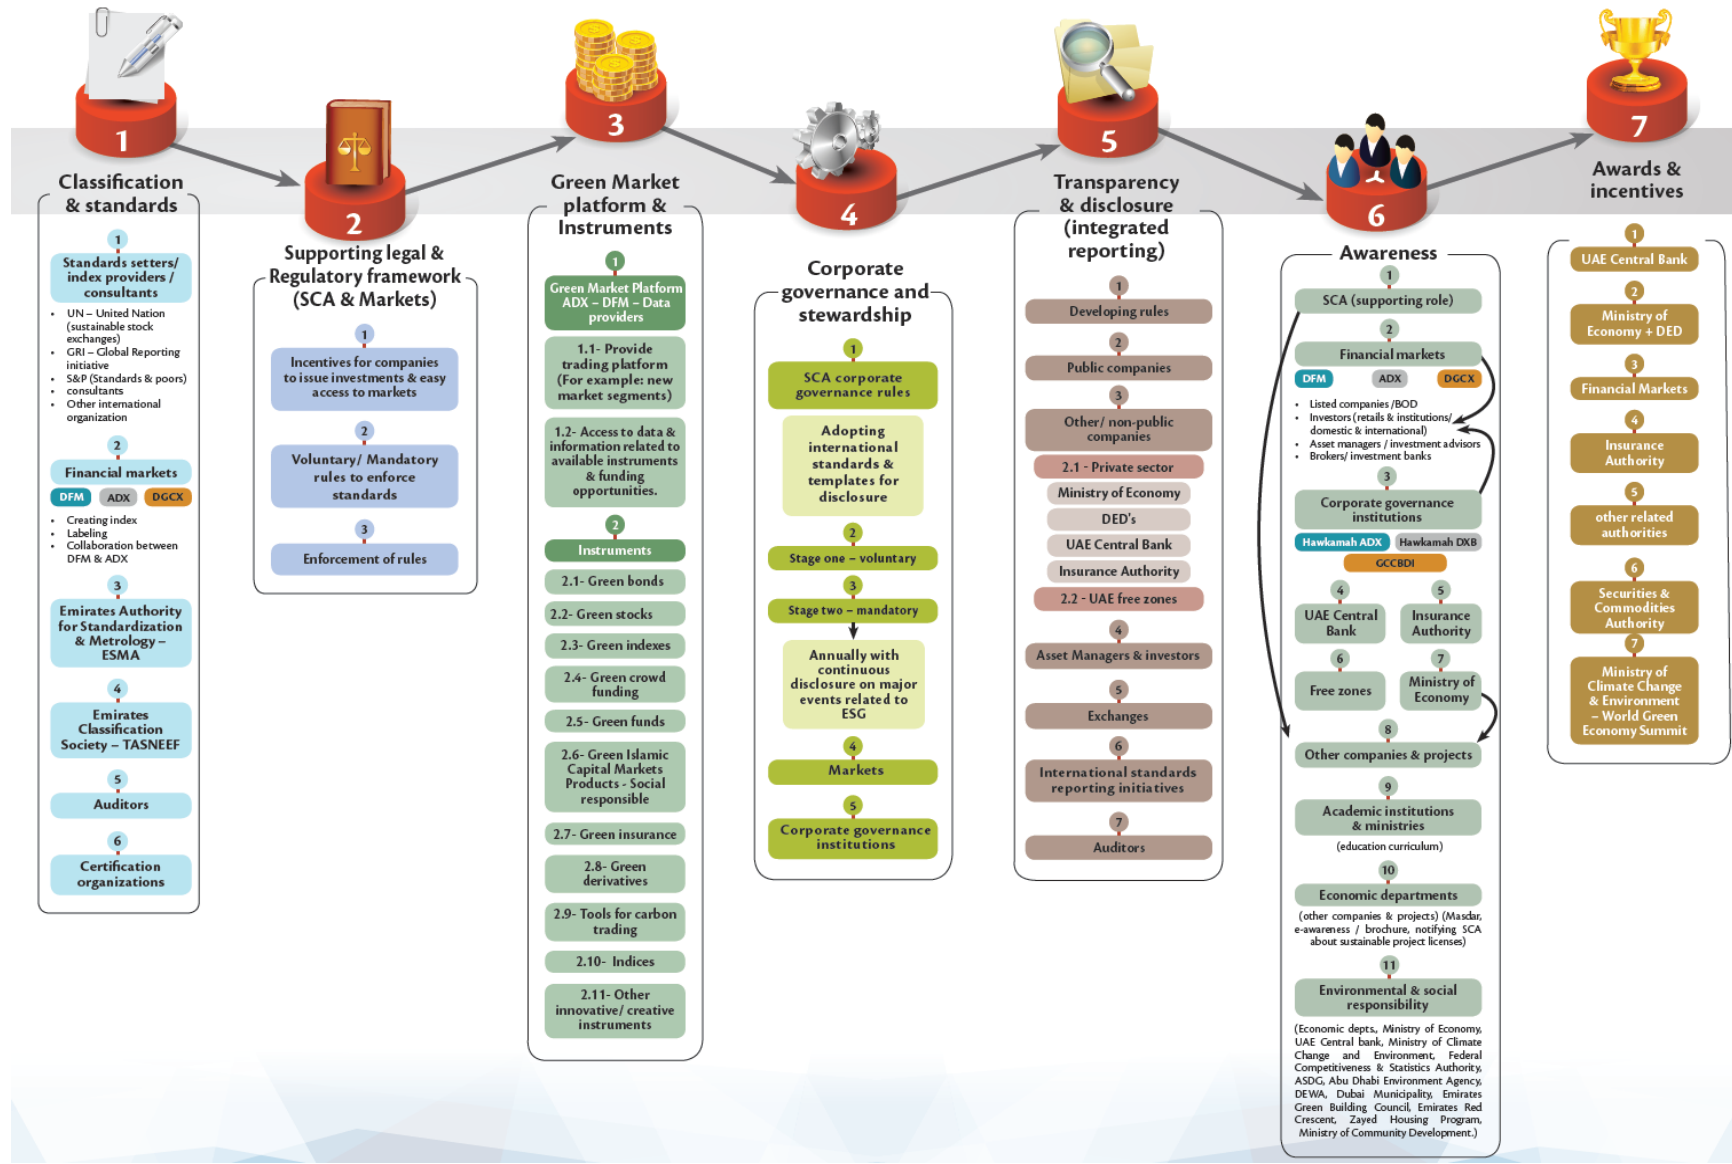 1
Classification
& standards
1
Standards setters/
index providers /
consultants
• UN – United Nation
(sustainable stock
exchanges)
• GRI – Global Reporting
initiative
• S&P (Standards & poors)
• consultants
• Other international
organization
2
Financial markets
DFM
ADX
DGCX
• Creating index
• Labeling
• Collaboration between
DFM & ADX
3
Emirates Authority
for Standardization
& Metrology –
ESMA
4
Emirates
Classification
Society – TASNEEF
5
Auditors
6
Certification
organizations
2
Supporting legal &
Regulatory framework
(SCA & Markets)
1
Incentives for companies
to issue investments & easy
access to markets
2
Voluntary/ Mandatory
rules to enforce
standards
3
Enforcement of rules
3
Green Market
platform &
Instruments
1
Green Market Platform
ADX – DFM – Data
providers
1.1- Provide
trading platform
(For example: new
market segments)
1.2- Access to data &
information related to
available instruments
& funding
opportunities.
2
Instruments
2.1- Green bonds
2.2- Green stocks
2.3- Green indexes
2.4- Green crowd
funding
2.5- Green funds
2.6- Green Islamic
Capital Markets
Products - Social
responsible
2.7- Green insurance
2.8- Green
derivatives
2.9- Tools for carbon
trading
2.10- Indices
2.11- Other
innovative/ creative
instruments
4
Corporate
governance and
stewardship
1
SCA corporate
governance rules
Adopting
international
standards &
templates for
disclosure
2
Stage one – voluntary
3
Stage two – mandatory
Annually with
continuous
disclosure on major
events related to
ESG
4
Markets
5
Corporate governance
institutions
5
Transparency
& disclosure
(integrated
reporting)
1
Developing rules
2
Public companies
3
Other/ non-public
companies
2.1 - Private sector
Ministry of Economy
DED's
UAE Central Bank
Insurance Authority
2.2 - UAE free zones
4
Asset Managers & investors
5
Exchanges
6
International standards
reporting initiatives
7
Auditors
6
Awareness
1
SCA (supporting role)
2
Financial markets
DFM
ADX
DGCX
• Listed companies /BOD
• Investors (retails & institutions/
domestic & international)
• Asset managers / investment advisors
• Brokers/ investment banks
3
Corporate governance
institutions
Hawkamah ADX
Hawkamah DXB
GCCBDI
4
UAE Central
Bank
5
Insurance
Authority
6
Free zones
7
Ministry of
Economy
8
Other companies & projects
9
Academic institutions
& ministries
(education curriculum)
10
Economic departments
(other companies & projects) (Masdar,
e-awareness / brochure, notifying SCA
about sustainable project licenses)
11
Environmental & social
responsibility
(Economic depts., Ministry of Economy,
UAE Central bank, Ministry of Climate
Change and Environment, Federal
Competitiveness & Statistics Authority,
ASDG, Abu Dhabi Environment Agency,
DEWA, Dubai Municipality, Emirates
Green Building Council, Emirates Red
Crescent, Zayed Housing Program,
Ministry of Community Development.)
7
Awards &
incentives
1
UAE Central Bank
2
Ministry of
Economy + DED
3
Financial Markets
4
Insurance
Authority
5
other related
authorities
6
Securities &
Commodities
Authority
7
Ministry of
Climate Change
& Environment
– World Green
Economy Summit